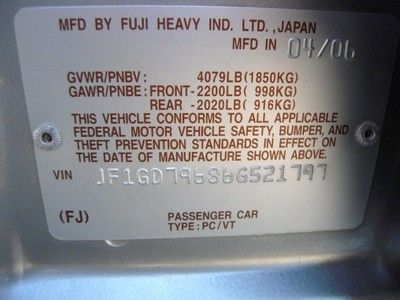 MFD BY FUJI HEAVY IND. LTD.,JAPAN
MFD IN 04/06
GVWR/PNBV : 4079LB(1850KG)
GAWR/PNBE : FRONT-2200LB( 998KG)
REAR -2020LB( 916KG)
THIS VEHICLE CONFORMS TO ALL APPLICABLE
FEDERAL MOTOR VEHICLE SAFETY, BUMPER, AND
THEFT PREVENTION STANDARDS IN EFFECT ON
THE DATE OF MANUFACTURE SHOWN ABOVE.
VIN JF1GD79686G521797
(FJ) PASSENGER CAR
TYPE : PC/VT